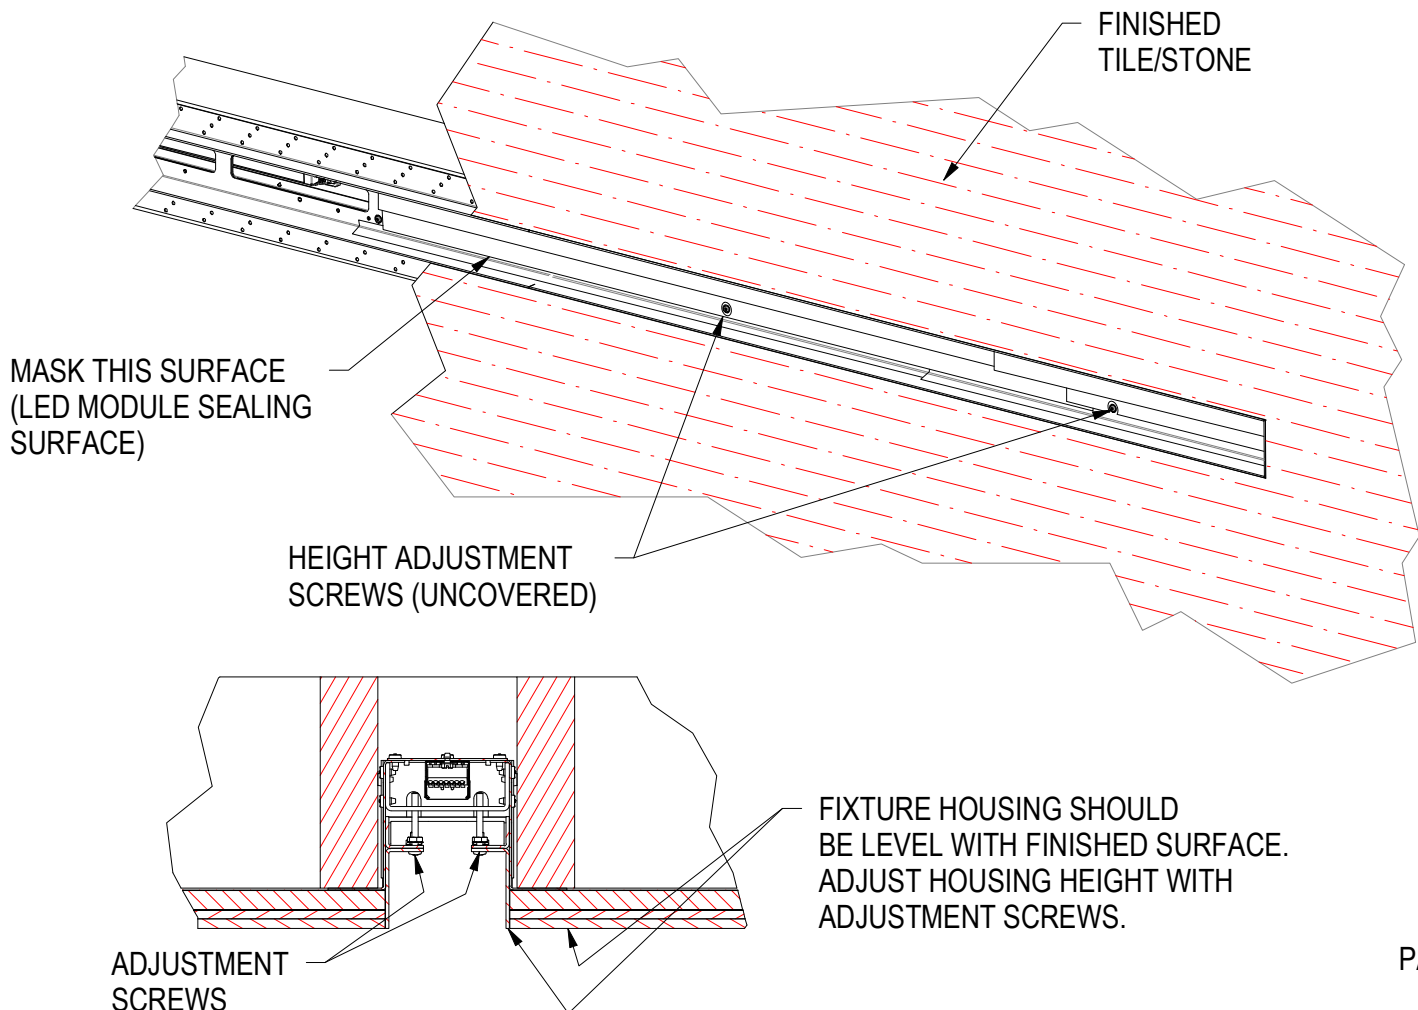 FINISHED
TILE/STONE
MASK THIS SURFACE
(LED MODULE SEALING
SURFACE)
HEIGHT ADJUSTMENT
SCREWS (UNCOVERED)
FIXTURE HOUSING SHOULD
BE LEVEL WITH FINISHED SURFACE.
ADJUST HOUSING HEIGHT WITH
ADJUSTMENT SCREWS.
ADJUSTMENT
SCREWS